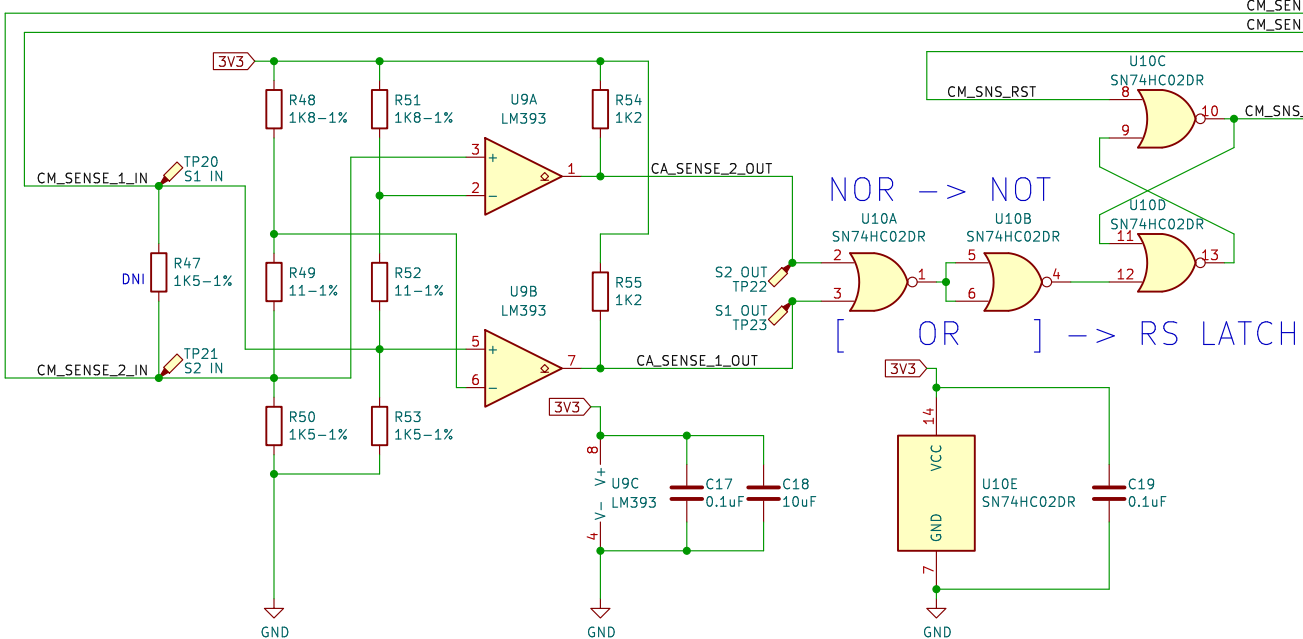 CM_SEN
CM_SEN
3V3
R48
1K8-1%
R51
1K8-1%
U9A
LM393
R54
1K2
3
+
2
-
1
CM_SENSE_1_IN
TP20
S1 IN
CA_SENSE_2_OUT
U10C
SN74HC02DR
CM_SNS_RST
8
9
10
CM_SNS_
NOR -> NOT
U10A
SN74HC02DR
U10B
SN74HC02DR
U10D
SN74HC02DR
DNI
R47
1K5-1%
R49
11-1%
R52
11-1%
U9B
LM393
R55
1K2
S2 OUT
TP22
S1 OUT
TP23
2
3
1
5
6
4
11
12
13
[ OR ] -> RS LATCH
CM_SENSE_2_IN
TP21
S2 IN
5
+
6
-
7
CA_SENSE_1_OUT
R50
1K5-1%
R53
1K5-1%
3V3
8
V+
V-
4
U9C
LM393
C17
0.1uF
C18
10uF
3V3
14
VCC
GND
7
U10E
SN74HC02DR
C19
0.1uF
GND
GND
GND